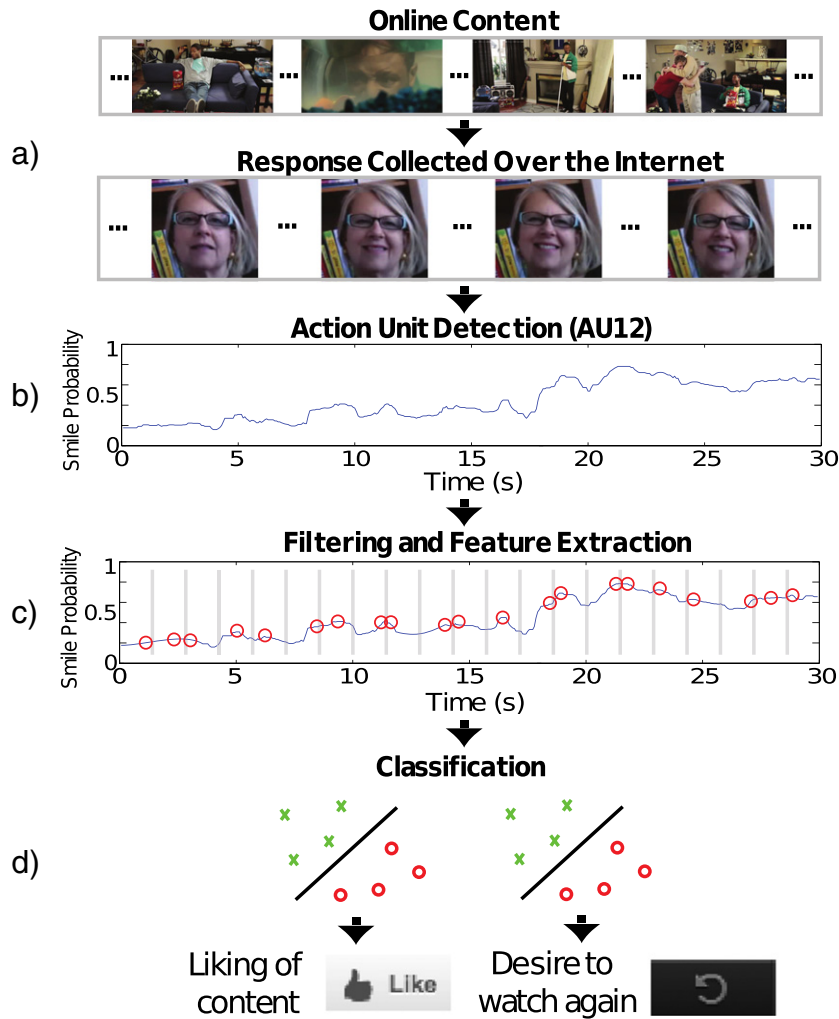 Online Content
... ... ... ... ...
a)
Response Collected Over the Internet
... ... ... ... ...
Action Unit Detection (AU12)
b)
Smile Probability
1
0.5
0
0 5 10 15 20 25 30
Time (s)
Filtering and Feature Extraction
c)
Smile Probability
1
0.5
0
0 5 10 15 20 25 30
Time (s)
Classification
d)
Liking of
content
Like
Desire to
watch again